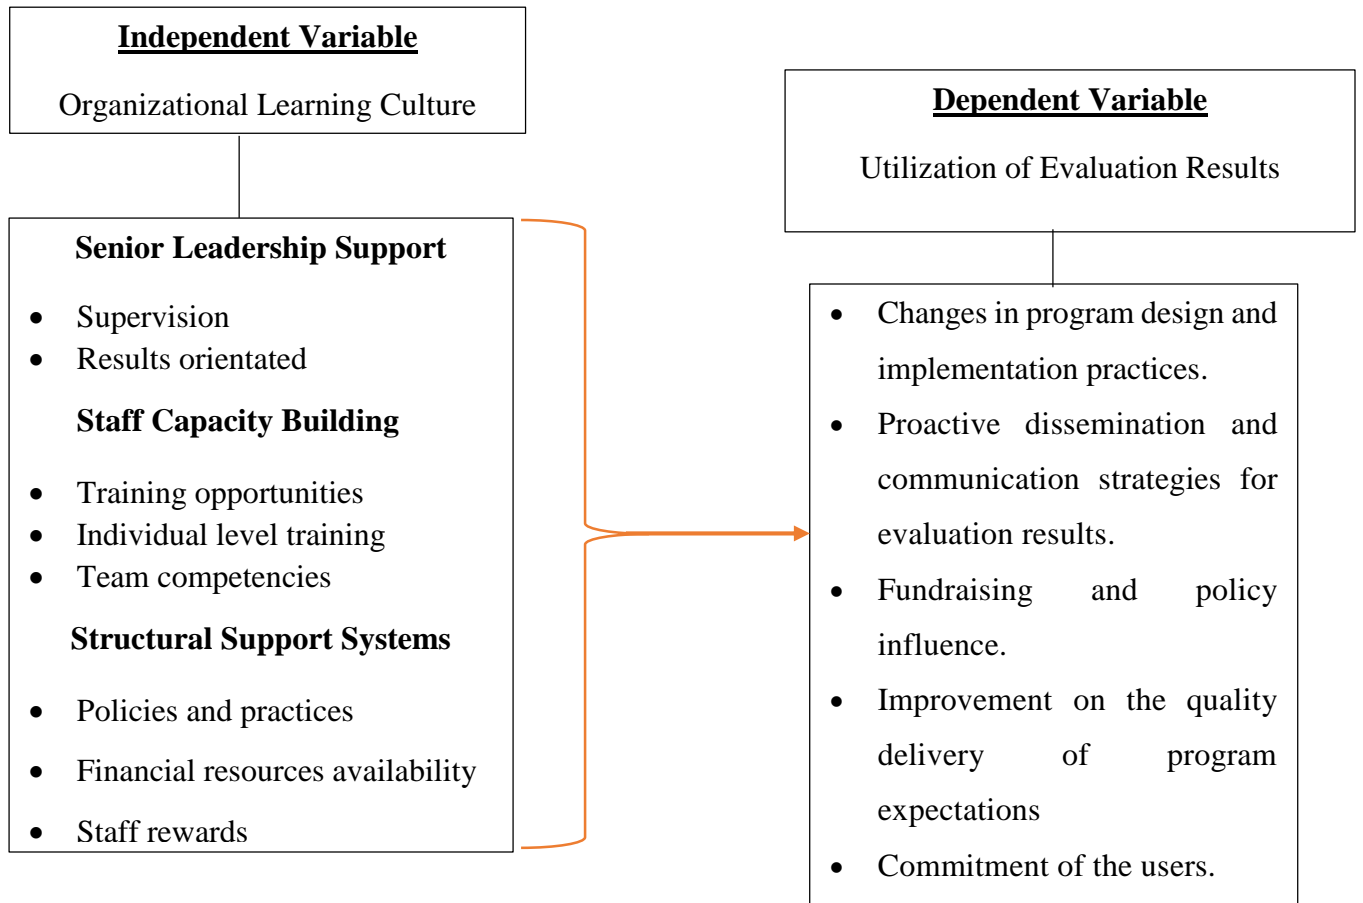 Independent Variable
Organizational Learning Culture
Senior Leadership Support
• Supervision
• Results orientated
Staff Capacity Building
• Training opportunities
• Individual level training
• Team competencies
Structural Support Systems
• Policies and practices
• Financial resources availability
• Staff rewards
Dependent Variable
Utilization of Evaluation Results
• Changes in program design and
implementation practices.
• Proactive dissemination and
communication strategies for
evaluation results.
• Fundraising and policy
influence.
• Improvement on the quality
delivery of program
expectations
• Commitment of the users.